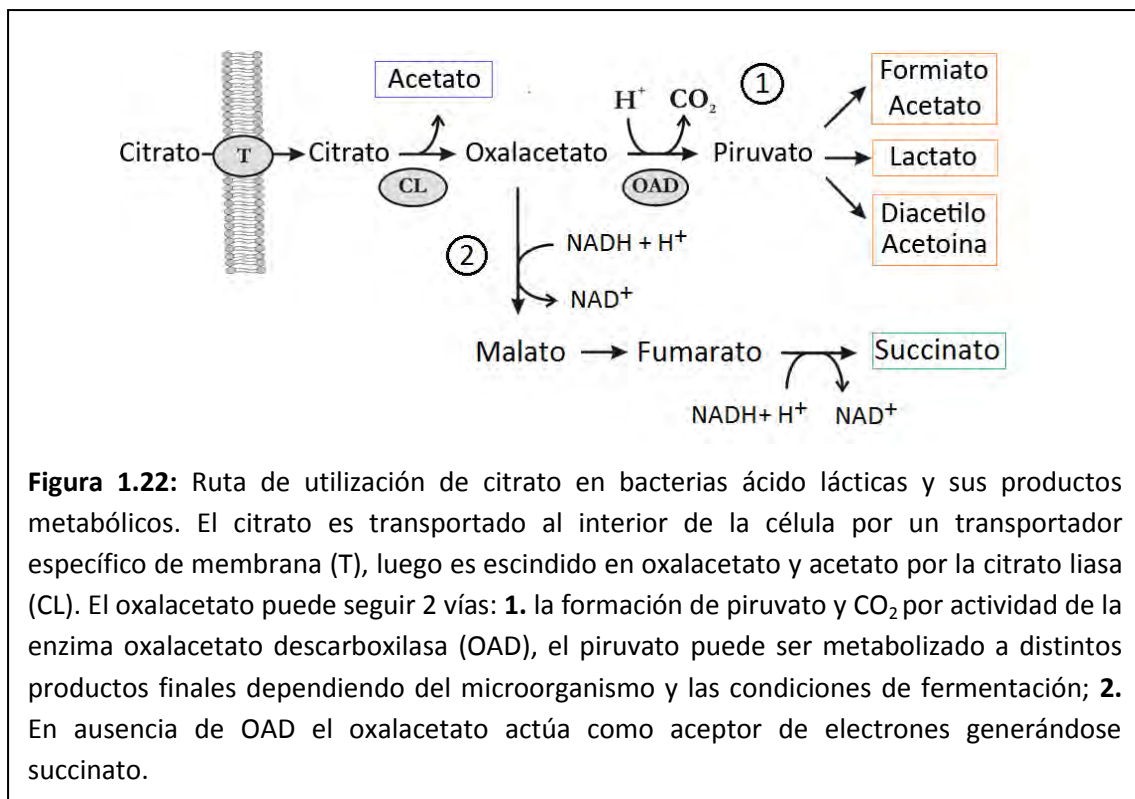 Acetato
H⁺ CO₂ 1
Formiato
Acetato
Citrato T Citrato CL Oxalacetato OAD Piruvato
Lactato
Diacetilo
Acetoina
2 NADH + H⁺
NAD⁺
Malato Fumarato Succinato
NADH+ H⁺ NAD⁺
Figura 1.22: Ruta de utilización de citrato en bacterias ácido lácticas y sus productos
metabólicos. El citrato es transportado al interior de la célula por un transportador
específico de membrana (T), luego es escindido en oxalacetato y acetato por la citrato liasa
(CL). El oxalacetato puede seguir 2 vías: 1. la formación de piruvato y CO₂ por actividad de la
enzima oxalacetato descarboxilasa (OAD), el piruvato puede ser metabolizado a distintos
productos finales dependiendo del microorganismo y las condiciones de fermentación; 2.
En ausencia de OAD el oxalacetato actúa como aceptor de electrones generándose
succinato.